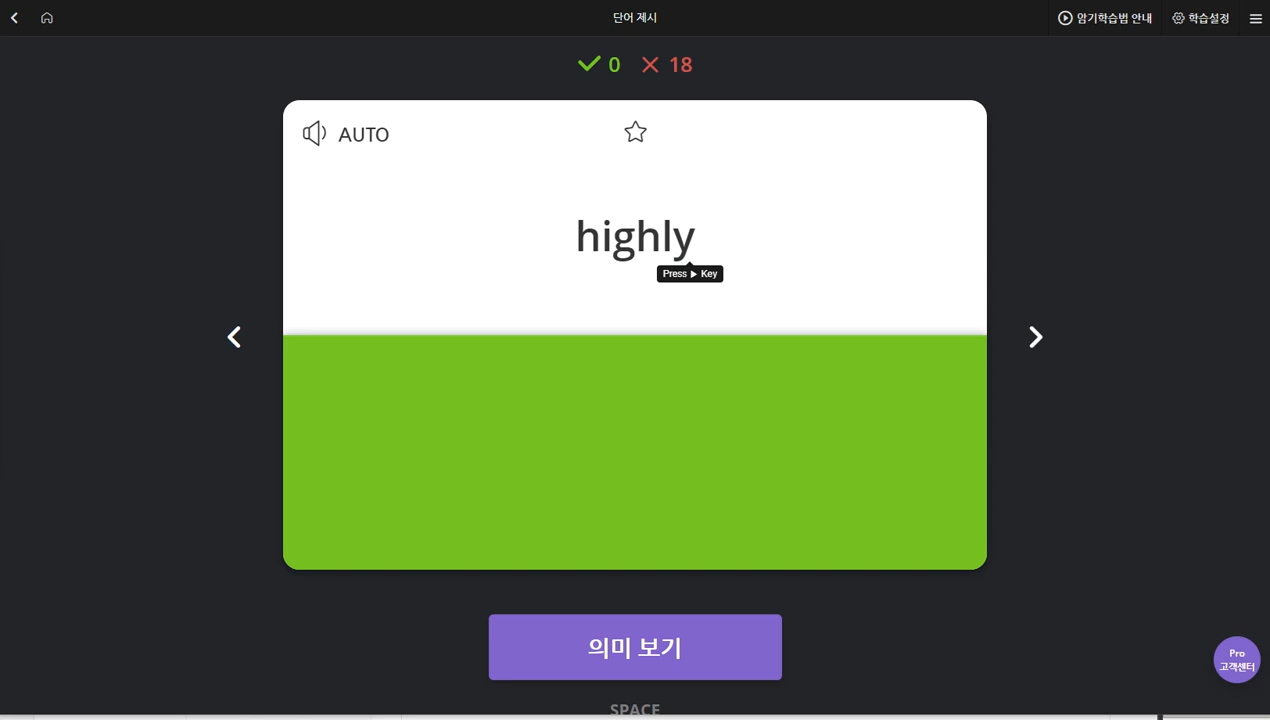 단어 제시
암기학습법 안내
학습설정
0
18
AUTO
highly
Press ▶ Key
의미 보기
SPACE
Pro
고객센터